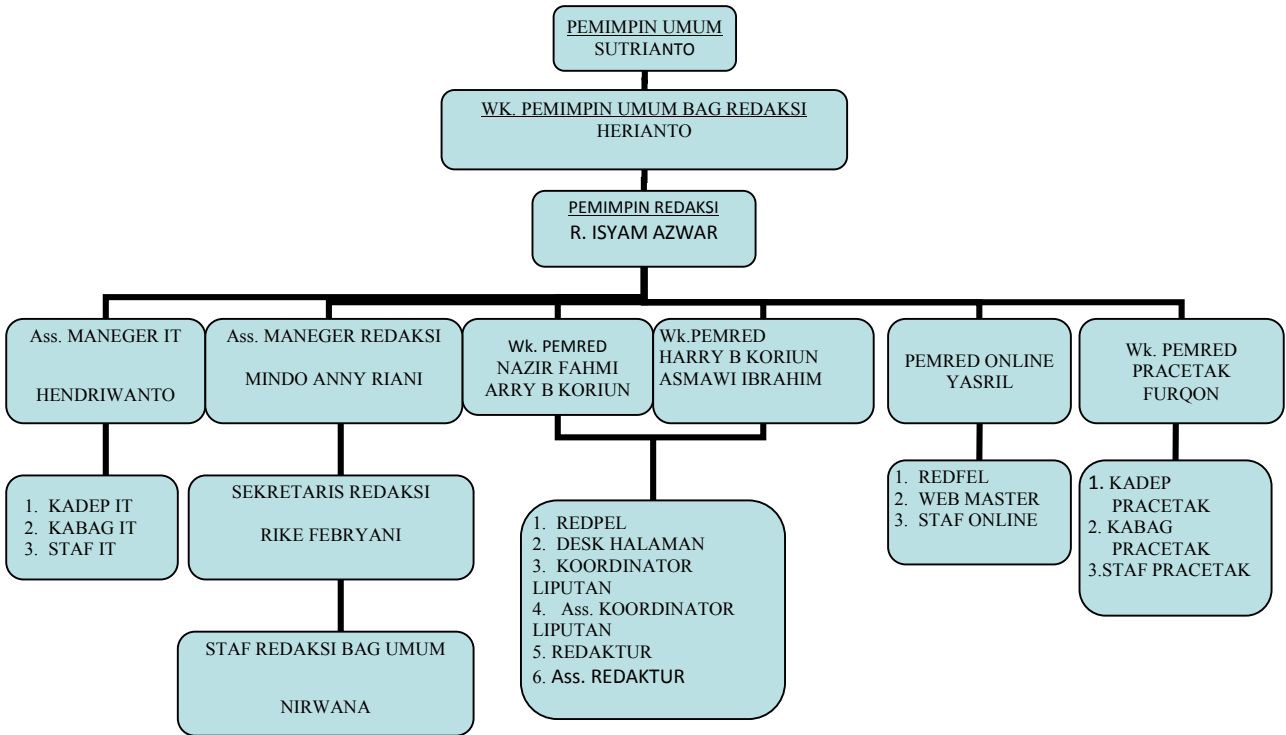 PEMIMPIN UMUM
SUTRIANTO
WK. PEMIMPIN UMUM BAG REDAKSI
HERIANTO
PEMIMPIN REDAKSI
R. ISYAM AZWAR
Ass. MANEGER IT
HENDRIWANTO
Ass. MANEGER REDAKSI
MINDO ANNY RIANI
Wk. PEMRED
NAZIR FAHMI
ARRY B KORIUN
Wk.PEMRED
HARRY B KORIUN
ASMAWI IBRAHIM
PEMRED ONLINE
YASRIL
Wk. PEMRED
PRACETAK
FURQON
1. KADEP IT
2. KABAG IT
3. STAF IT
SEKRETARIS REDAKSI
RIKE FEBRYANI
1. REDPEL
2. DESK HALAMAN
3. KOORDINATOR
LIPUTAN
4. Ass. KOORDINATOR
LIPUTAN
5. REDAKTUR
6. Ass. REDAKTUR
1. REDFEL
2. WEB MASTER
3. STAF ONLINE
1. KADEP
PRACETAK
2. KABAG
PRACETAK
3.STAF PRACETAK
STAF REDAKSI BAG UMUM
NIRWANA